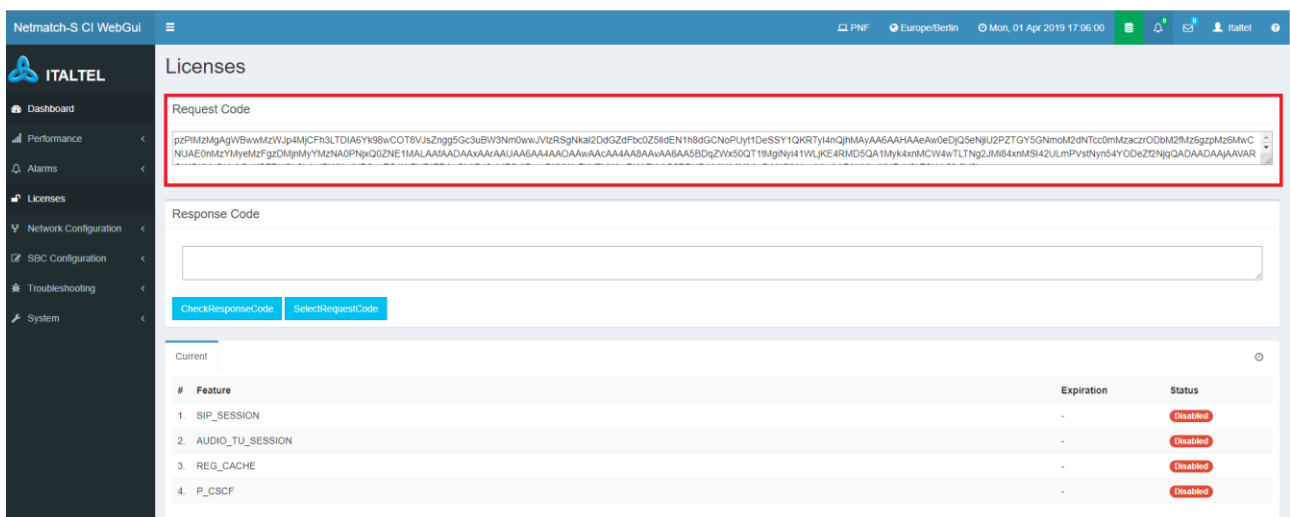 Netmatch-S CI WebGui
PNF Europe/Berlin Mon, 01 Apr 2019 17:06:00 0 0 Italtel
ITALTEL
Licenses
Dashboard
Performance
Alarms
Licenses
Network Configuration
SBC Configuration
Troubleshooting
System
Request Code
Response Code
CheckResponseCode SelectRequestCode
Current
# Feature Expiration Status
1. SIP_SESSION - Disabled
2. AUDIO_TU_SESSION - Disabled
3. REG_CACHE - Disabled
4. P_CSCF - Disabled